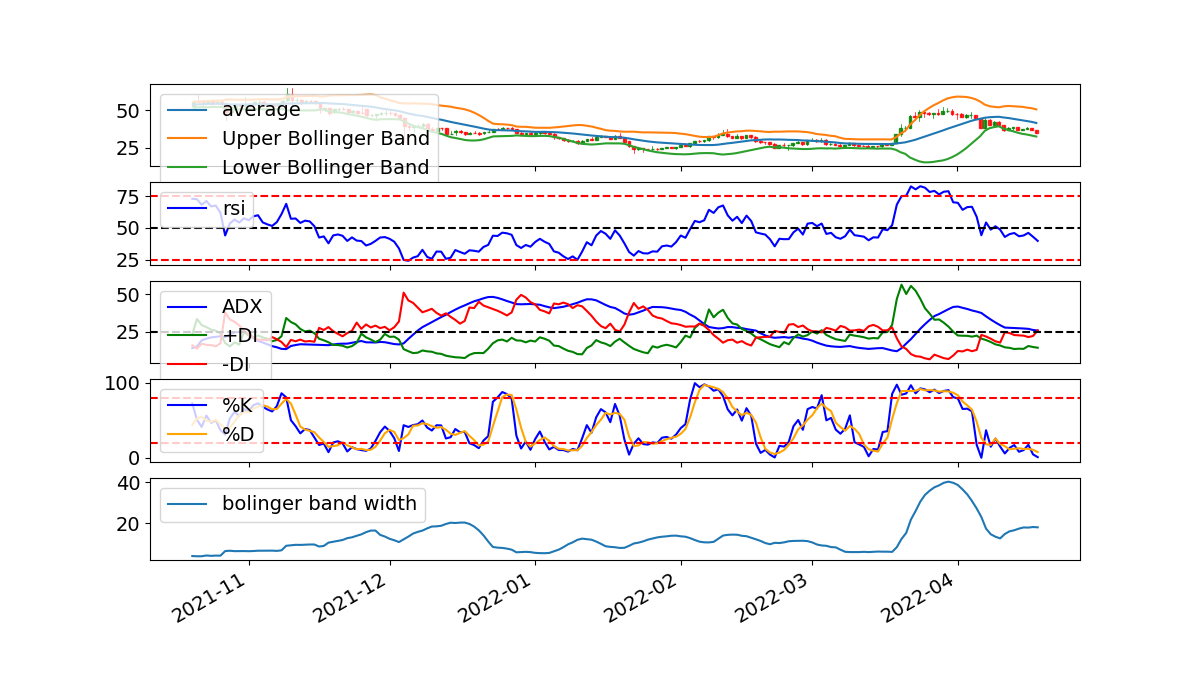 50
25
average
Upper Bollinger Band
Lower Bollinger Band
75
50
25
rsi
50
25
ADX
+DI
-DI
100
0
%K
%D
40
20
bolinger band width
2021-11
2021-12
2022-01
2022-02
2022-03
2022-04